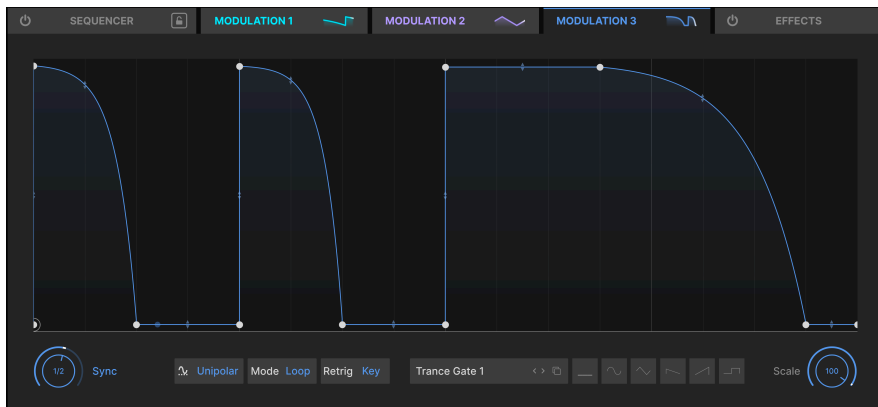 SEQUENCER MODULATION 1 MODULATION 2 MODULATION 3 EFFECTS
1/2 Sync Unipolar Mode Loop Retrig Key Trance Gate 1 Scale 100